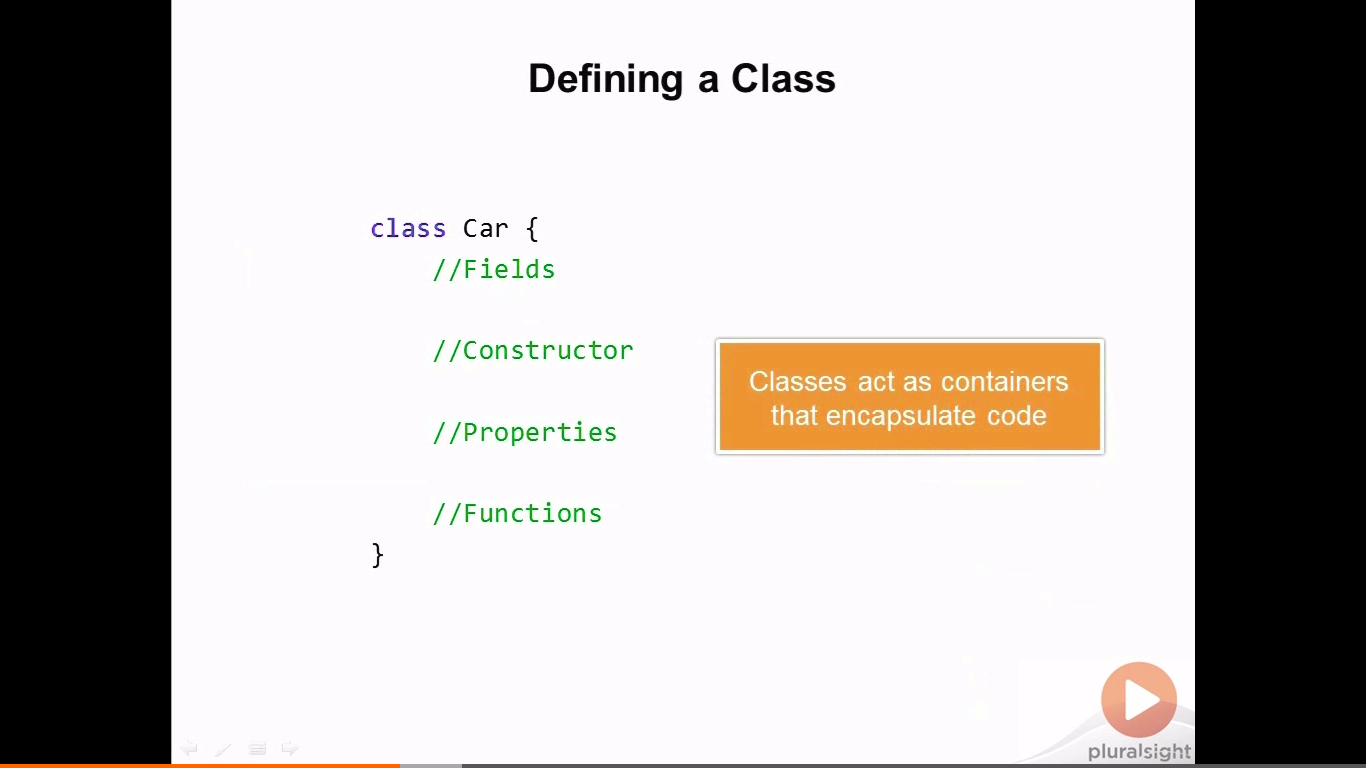 Defining a Class
class Car {
//Fields
//Constructor
//Properties
//Functions
}
Classes act as containers
that encapsulate code
pluralsight